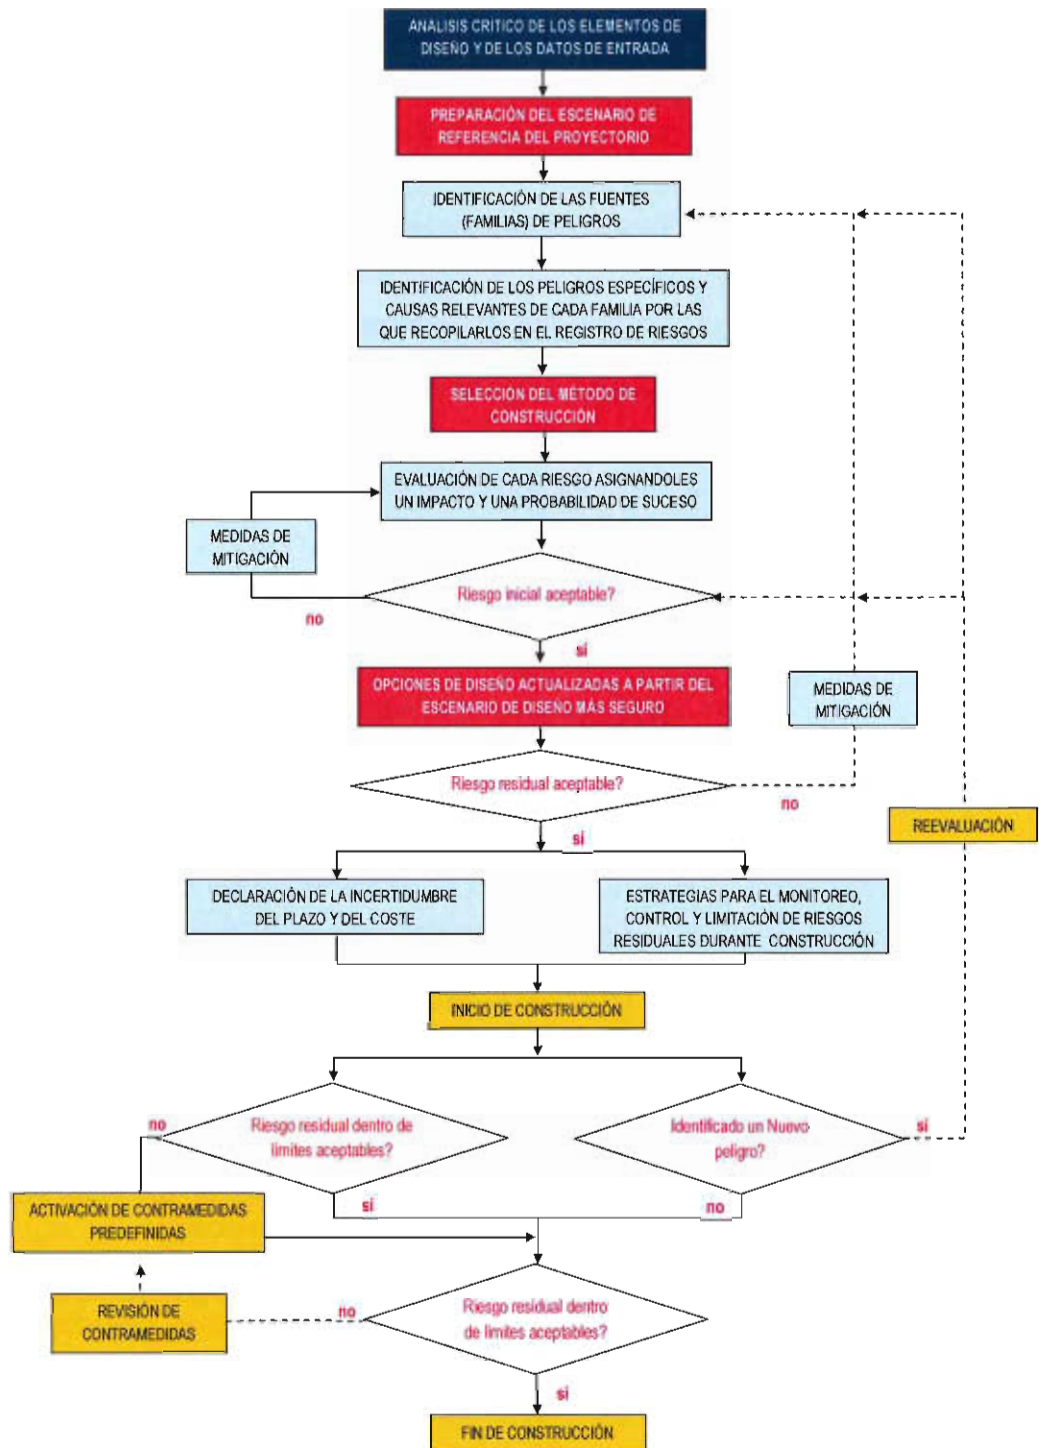 ANÁLISIS CRITICO DE LOS ELEMENTOS DE
DISEÑO Y DE LOS DATOS DE ENTRADA
PREPARACIÓN DEL ESCENARIO DE
REFERENCIA DEL PROYECTORIO
IDENTIFICACIÓN DE LAS FUENTES
(FAMILIAS) DE PELIGROS
IDENTIFICACIÓN DE LOS PELIGROS ESPECÍFICOS Y
CAUSAS RELEVANTES DE CADA FAMILIA POR LAS
QUE RECOPILARLOS EN EL REGISTRO DE RIESGOS
SELECCIÓN DEL MÉTODO DE
CONSTRUCCIÓN
EVALUACIÓN DE CADA RIESGO ASIGNANDOLES
UN IMPACTO Y UNA PROBABILIDAD DE SUCESO
MEDIDAS DE
MITIGACIÓN
Riesgo inicial aceptable?
no
sí
OPCIONES DE DISEÑO ACTUALIZADAS A PARTIR DEL
ESCENARIO DE DISEÑO MÁS SEGURO
MEDIDAS DE
MITIGACIÓN
Riesgo residual aceptable?
no
sí
REEVALUACIÓN
DECLARACIÓN DE LA INCERTIDUMBRE
DEL PLAZO Y DEL COSTE
ESTRATEGIAS PARA EL MONITOREO,
CONTROL Y LIMITACIÓN DE RIESGOS
RESIDUALES DURANTE CONSTRUCCIÓN
INICIO DE CONSTRUCCIÓN
no
Riesgo residual dentro de
límites aceptables?
sí
Identificado un Nuevo
peligro?
sí
no
ACTIVACIÓN DE CONTRAMEDIDAS
PREDEFINIDAS
REVISIÓN DE
CONTRAMEDIDAS
no
Riesgo residual dentro
de límites aceptables?
sí
FIN DE CONSTRUCCIÓN